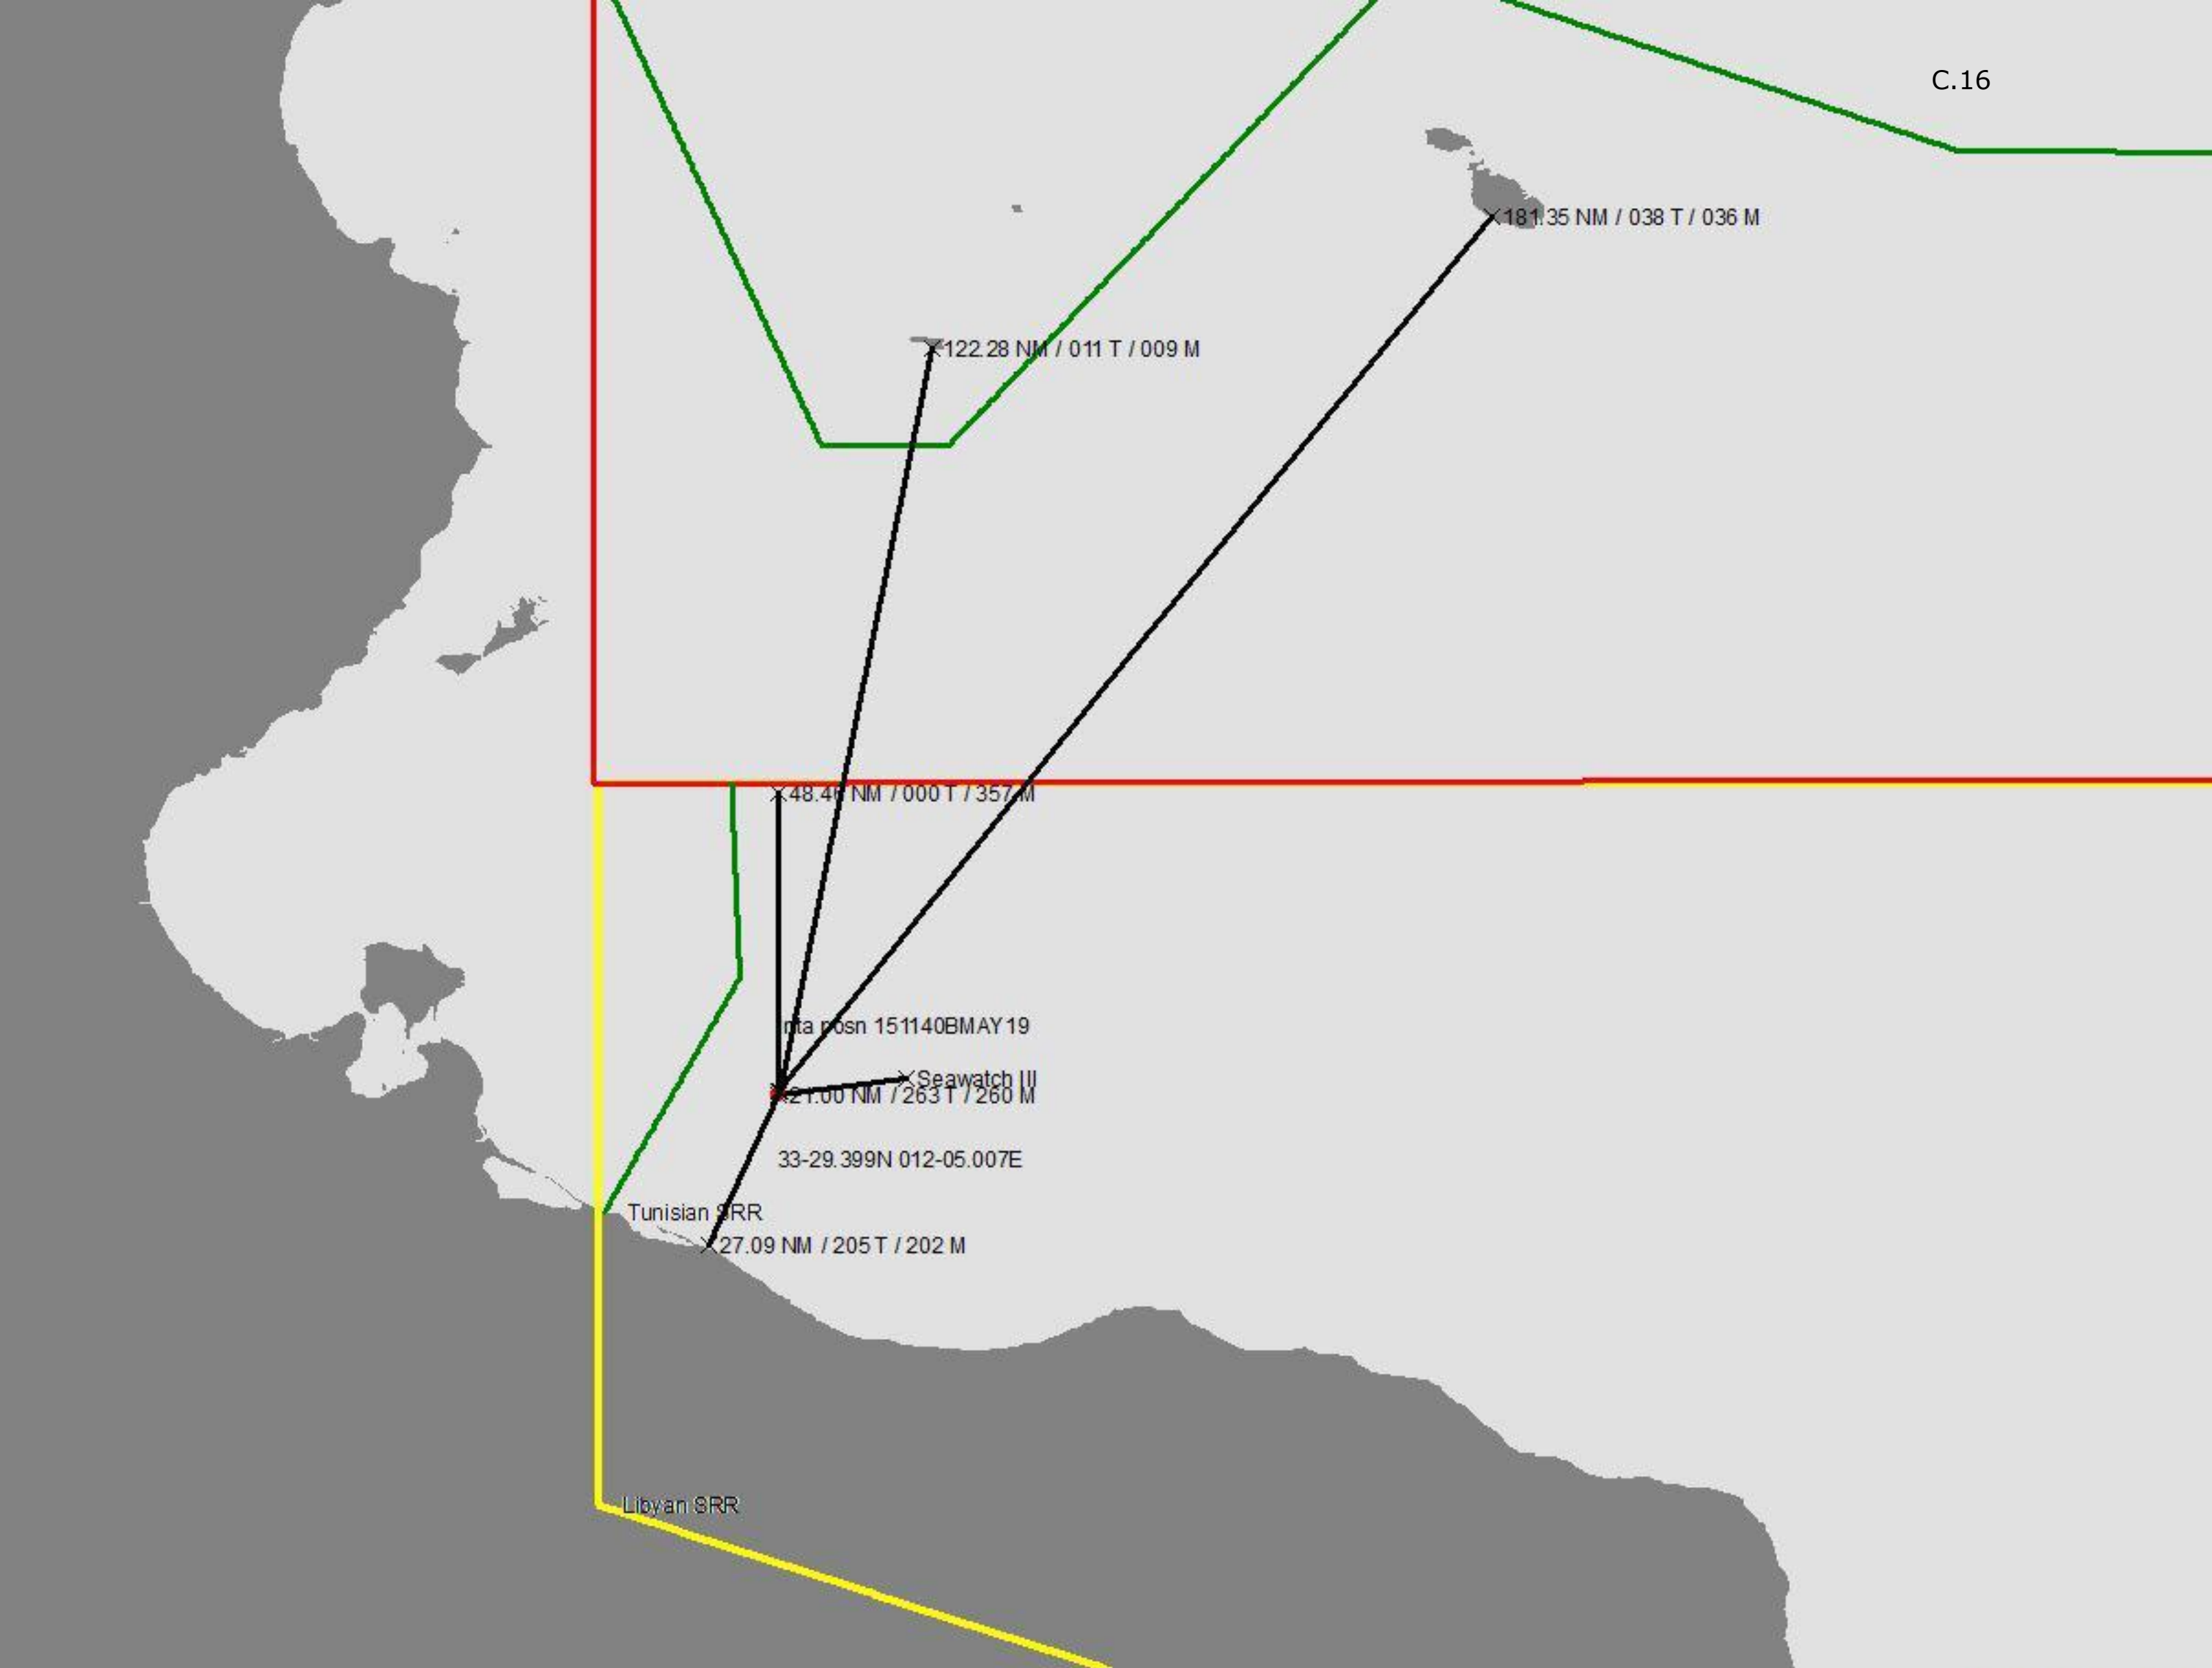 C.16
181.35 NM / 038 T / 036 M
122.28 NM / 011 T / 009 M
48.46 NM / 000 T / 357 M
posn 151140BMAY19
Seawatch III
21.00 NM / 263 T / 260 M
33-29.399N 012-05.007E
Tunisian SRR
27.09 NM / 205 T / 202 M
Libyan SRR